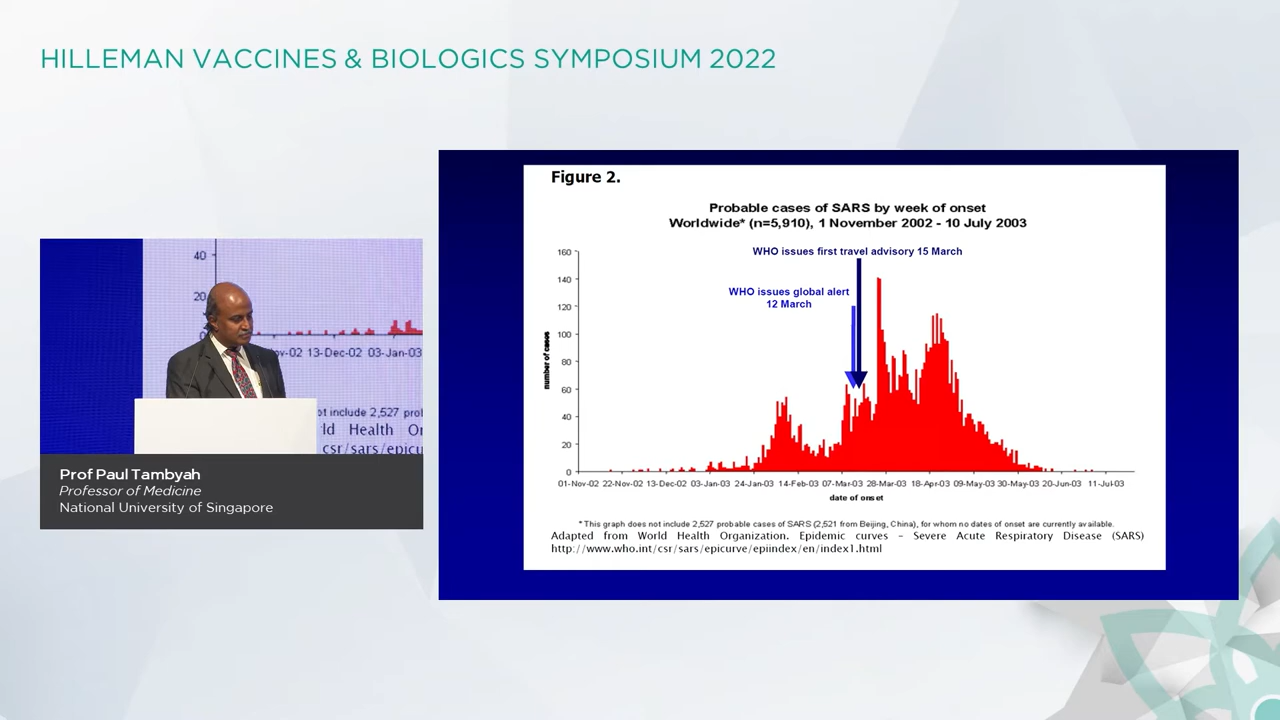 HILLEMAN VACCINES & BIOLOGICS SYMPOSIUM 2022
40
20
0
ov-02 13-Dec-02 03-Jan-03
ot include 2,527 prol
ld Health Or
csr/sars/epicu
Prof Paul Tambyah
Professor of Medicine
National University of Singapore
Figure 2.
Probable cases of SARS by week of onset
Worldwide* (n=5,910), 1 November 2002 - 10 July 2003
WHO issues first travel advisory 15 March
WHO issues global alert
12 March
number of cases
160
140
120
100
80
60
40
20
0
01-Nov-02 22-Nov-02 13-Dec-02 03-Jan-03 24-Jan-03 14-Feb-03 07-Mar-03 28-Mar-03 18-Apr-03 09-May-03 30-May-03 20-Jun-03 11-Jul-03
date of onset
* This graph does not include 2,527 probable cases of SARS (2,521 from Beijing, China), for whom no dates of onset are currently available.
Adapted from World Health Organization. Epidemic curves – Severe Acute Respiratory Disease (SARS)
http://www.who.int/csr/sars/epicurve/epiindex/en/index1.html